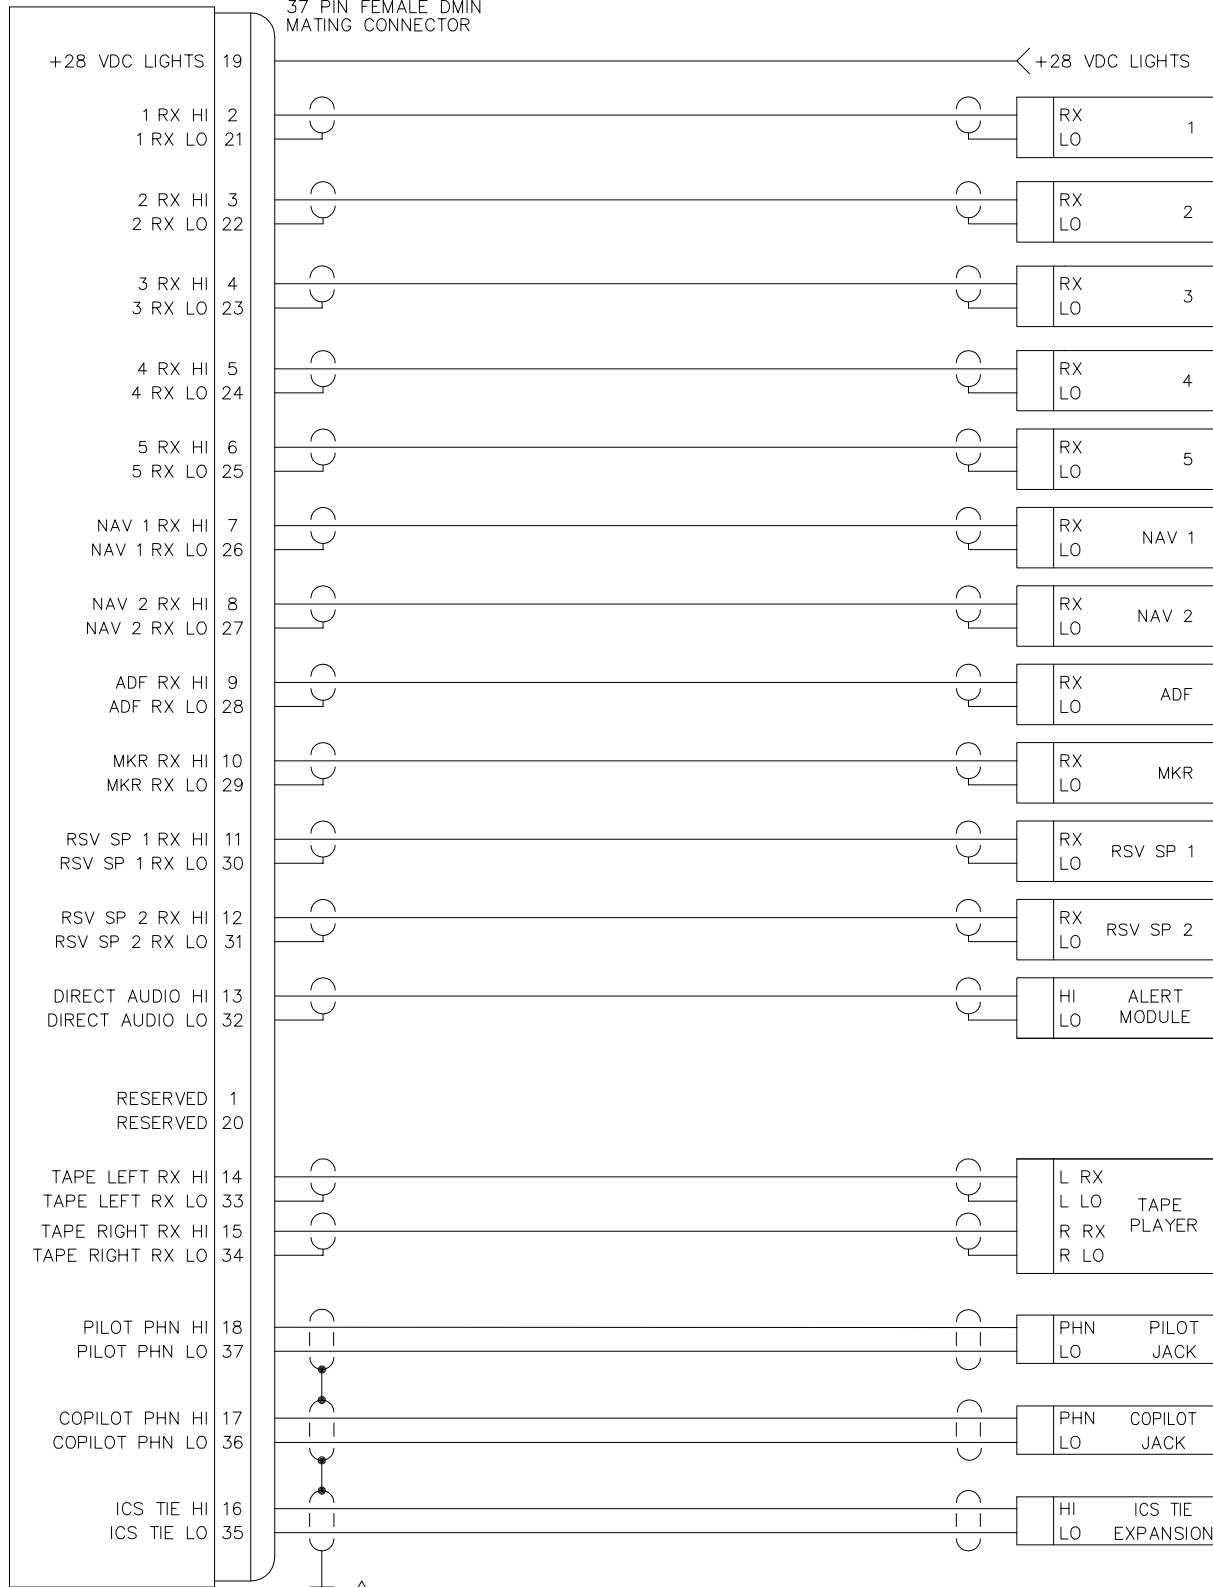 37 PIN FEMALE DMIN
MATING CONNECTOR
+28 VDC LIGHTS 19 +28 VDC LIGHTS
1 RX HI 2 RX
1
1 RX LO 21 LO
2 RX HI 3 RX
2
2 RX LO 22 LO
3 RX HI 4 RX
3
3 RX LO 23 LO
4 RX HI 5 RX
4
4 RX LO 24 LO
5 RX HI 6 RX
5
5 RX LO 25 LO
NAV 1 RX HI 7 RX
NAV 1
NAV 1 RX LO 26 LO
NAV 2 RX HI 8 RX
NAV 2
NAV 2 RX LO 27 LO
ADF RX HI 9 RX
ADF
ADF RX LO 28 LO
MKR RX HI 10 RX
MKR
MKR RX LO 29 LO
RSV SP 1 RX HI 11 RX
RSV SP 1
RSV SP 1 RX LO 30 LO
RSV SP 2 RX HI 12 RX
RSV SP 2
RSV SP 2 RX LO 31 LO
DIRECT AUDIO HI 13 HI ALERT
DIRECT AUDIO LO 32 LO MODULE
RESERVED 1
RESERVED 20
TAPE LEFT RX HI 14 L RX
TAPE LEFT RX LO 33 L LO TAPE
TAPE RIGHT RX HI 15 R RX PLAYER
TAPE RIGHT RX LO 34 R LO
PILOT PHN HI 18 PHN PILOT
PILOT PHN LO 37 LO JACK
COPILOT PHN HI 17 PHN COPILOT
COPILOT PHN LO 36 LO JACK
ICS TIE HI 16 HI ICS TIE
ICS TIE LO 35 LO EXPANSION